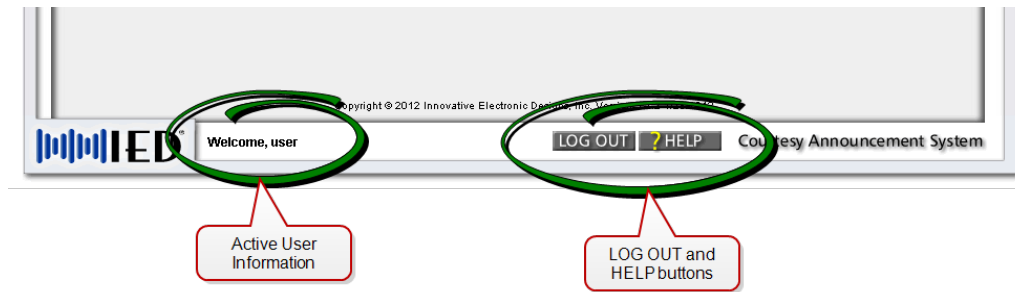 Copyright © 2012 Innovative Electronic Designs, Inc.
IED®
Welcome, user
LOG OUT
?HELP
Courtesy Announcement System
Active User
Information
LOG OUT and
HELP buttons